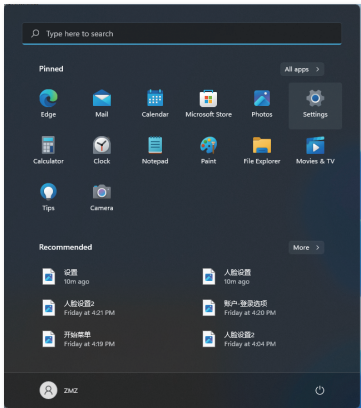 Type here to search
Pinned
All apps >
Edge Mail Calendar Microsoft Store Photos Settings
Calculator Clock Notepad Paint File Explorer Movies & TV
Tips Camera
Recommended
More >
设置 人脸设置
10m ago 10m ago
人脸设置2 账户-登录选项
Friday at 4:21 PM Friday at 4:20 PM
开始菜单 人脸设置2
Friday at 4:19 PM Friday at 4:04 PM
ZMZ